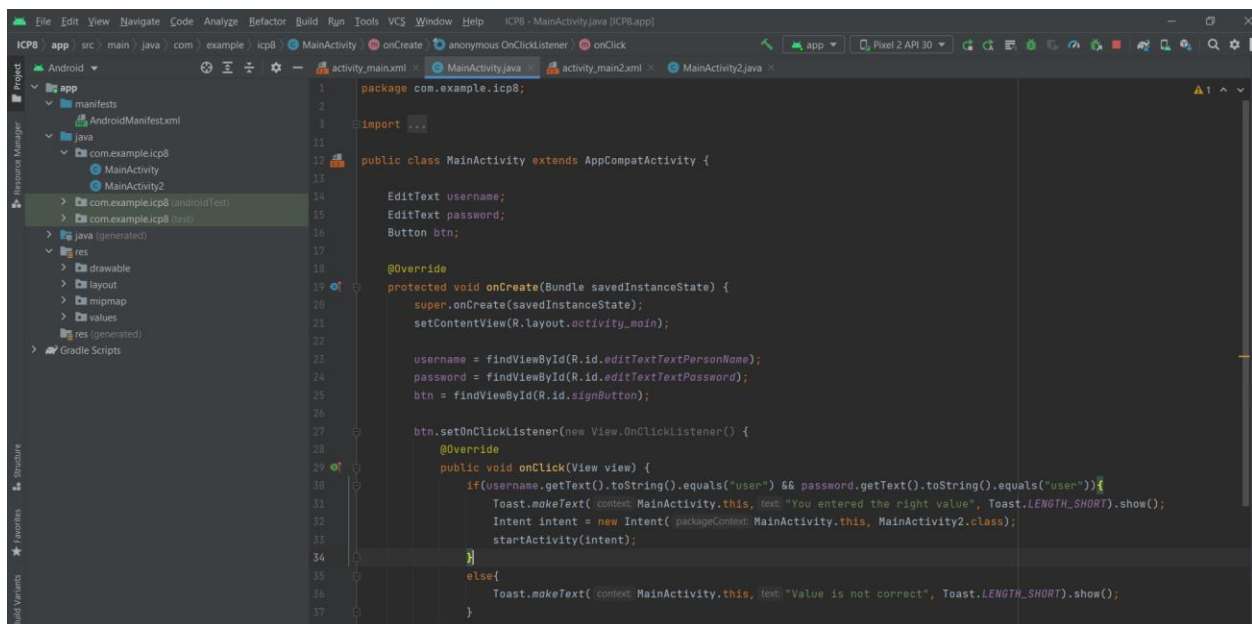 File Edit View Navigate Code Analyze Refactor Build Run Tools VCS Window Help ICP8 - MainActivity.java [ICP8.app]
ICP8 app src main java com example icp8 MainActivity onCreate anonymous OnClickListener onClick app Pixel 2 API 30
Android activity_main.xml MainActivity.java activity_main2.xml MainActivity2.java
Project
Resource Manager
Structure
Favorites
Build Variants
app
manifests
AndroidManifest.xml
java
com.example.icp8
MainActivity
MainActivity2
com.example.icp8 (androidTest)
com.example.icp8 (test)
java (generated)
res
drawable
layout
mipmap
values
res (generated)
Gradle Scripts
1 package com.example.icp8; 1
2
3 import ...
11
12 public class MainActivity extends AppCompatActivity {
13
14 EditText username;
15 EditText password;
16 Button btn;
17
18 @Override
19 protected void onCreate(Bundle savedInstanceState) {
20 super.onCreate(savedInstanceState);
21 setContentView(R.layout.activity_main);
22
23 username = findViewById(R.id.editTextTextPersonName);
24 password = findViewById(R.id.editTextTextPassword);
25 btn = findViewById(R.id.signButton);
26
27 btn.setOnClickListener(new View.OnClickListener() {
28 @Override
29 public void onClick(View view) {
30 if(username.getText().toString().equals("user") && password.getText().toString().equals("user")){
31 Toast.makeText( context: MainActivity.this, text: "You entered the right value", Toast.LENGTH_SHORT).show();
32 Intent intent = new Intent( packageContext: MainActivity.this, MainActivity2.class);
33 startActivity(intent);
34 }
35 else{
36 Toast.makeText( context: MainActivity.this, text: "Value is not correct", Toast.LENGTH_SHORT).show();
37 }